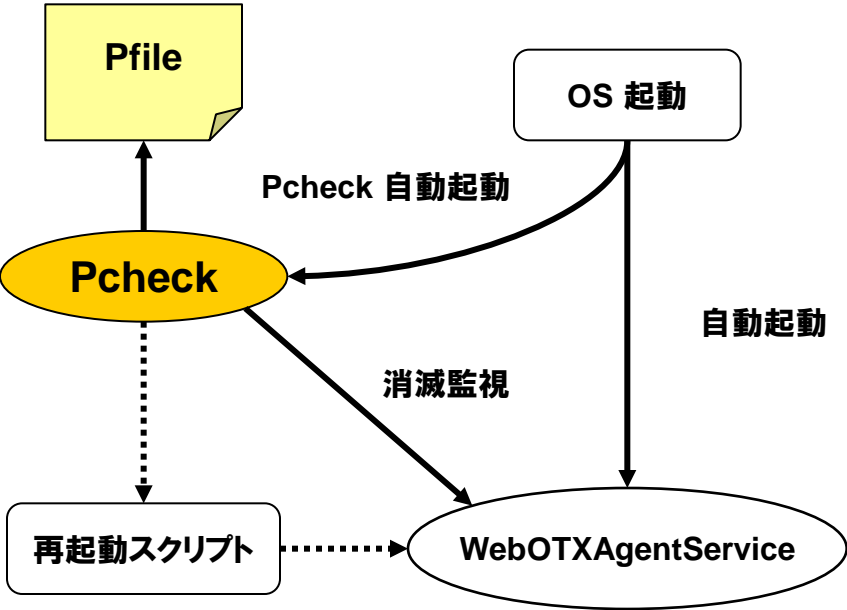 Pfile
OS 起動
Pcheck 自動起動
Pcheck
自動起動
消滅監視
再起動スクリプト
WebOTXAgentService